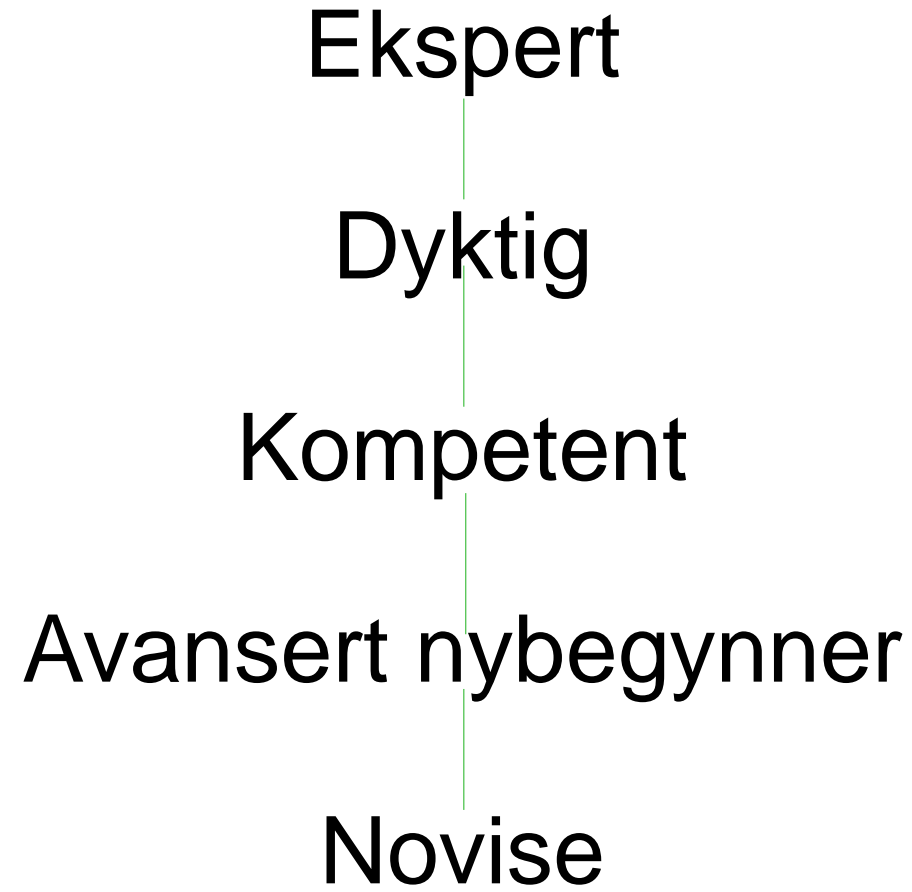 Ekspert
Dyktig
Kompetent
Avansert nybegynner
Novise